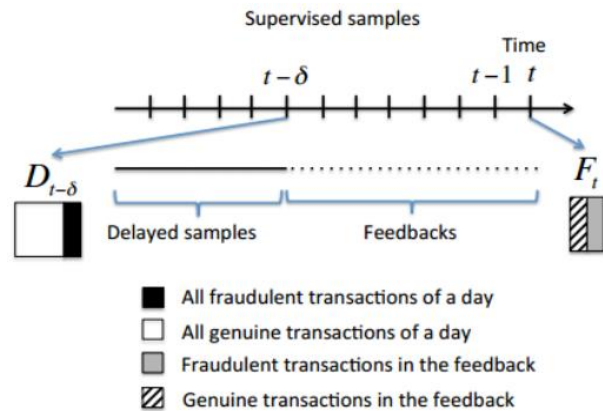 Supervised samples
Time
t−δ t−1 t
D_{t−δ} F_t
Delayed samples Feedbacks
All fraudulent transactions of a day
All genuine transactions of a day
Fraudulent transactions in the feedback
Genuine transactions in the feedback